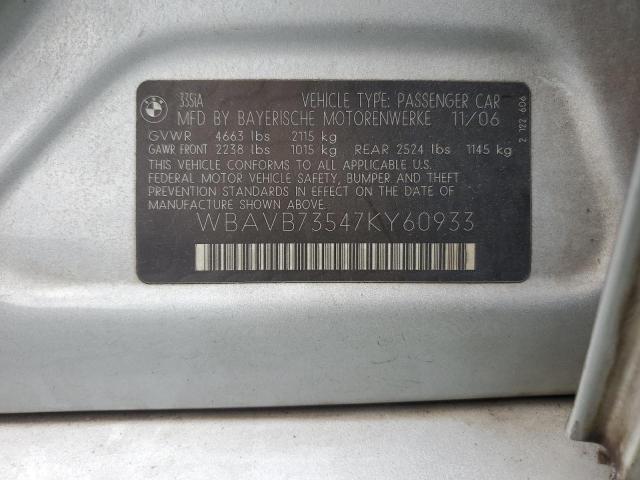 BMW
335iA VEHICLE TYPE: PASSENGER CAR
MFD BY BAYERISCHE MOTORENWERKE 11/06
GVWR 4663 lbs 2115 kg
GAWR FRONT 2238 lbs 1015 kg REAR 2524 lbs 1145 kg
THIS VEHICLE CONFORMS TO ALL APPLICABLE U.S.
FEDERAL MOTOR VEHICLE SAFETY, BUMPER AND THEFT
PREVENTION STANDARDS IN EFFECT ON THE DATE OF
MANUFACTURE SHOWN ABOVE.
WBAVB73547KY60933
2 122 606